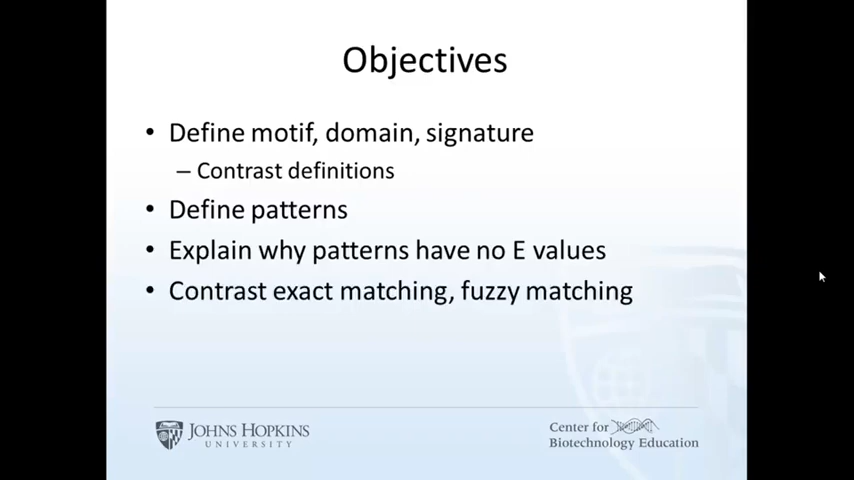 Objectives
• Define motif, domain, signature
– Contrast definitions
• Define patterns
• Explain why patterns have no E values
• Contrast exact matching, fuzzy matching
JOHNS HOPKINS
UNIVERSITY
Center for
Biotechnology Education